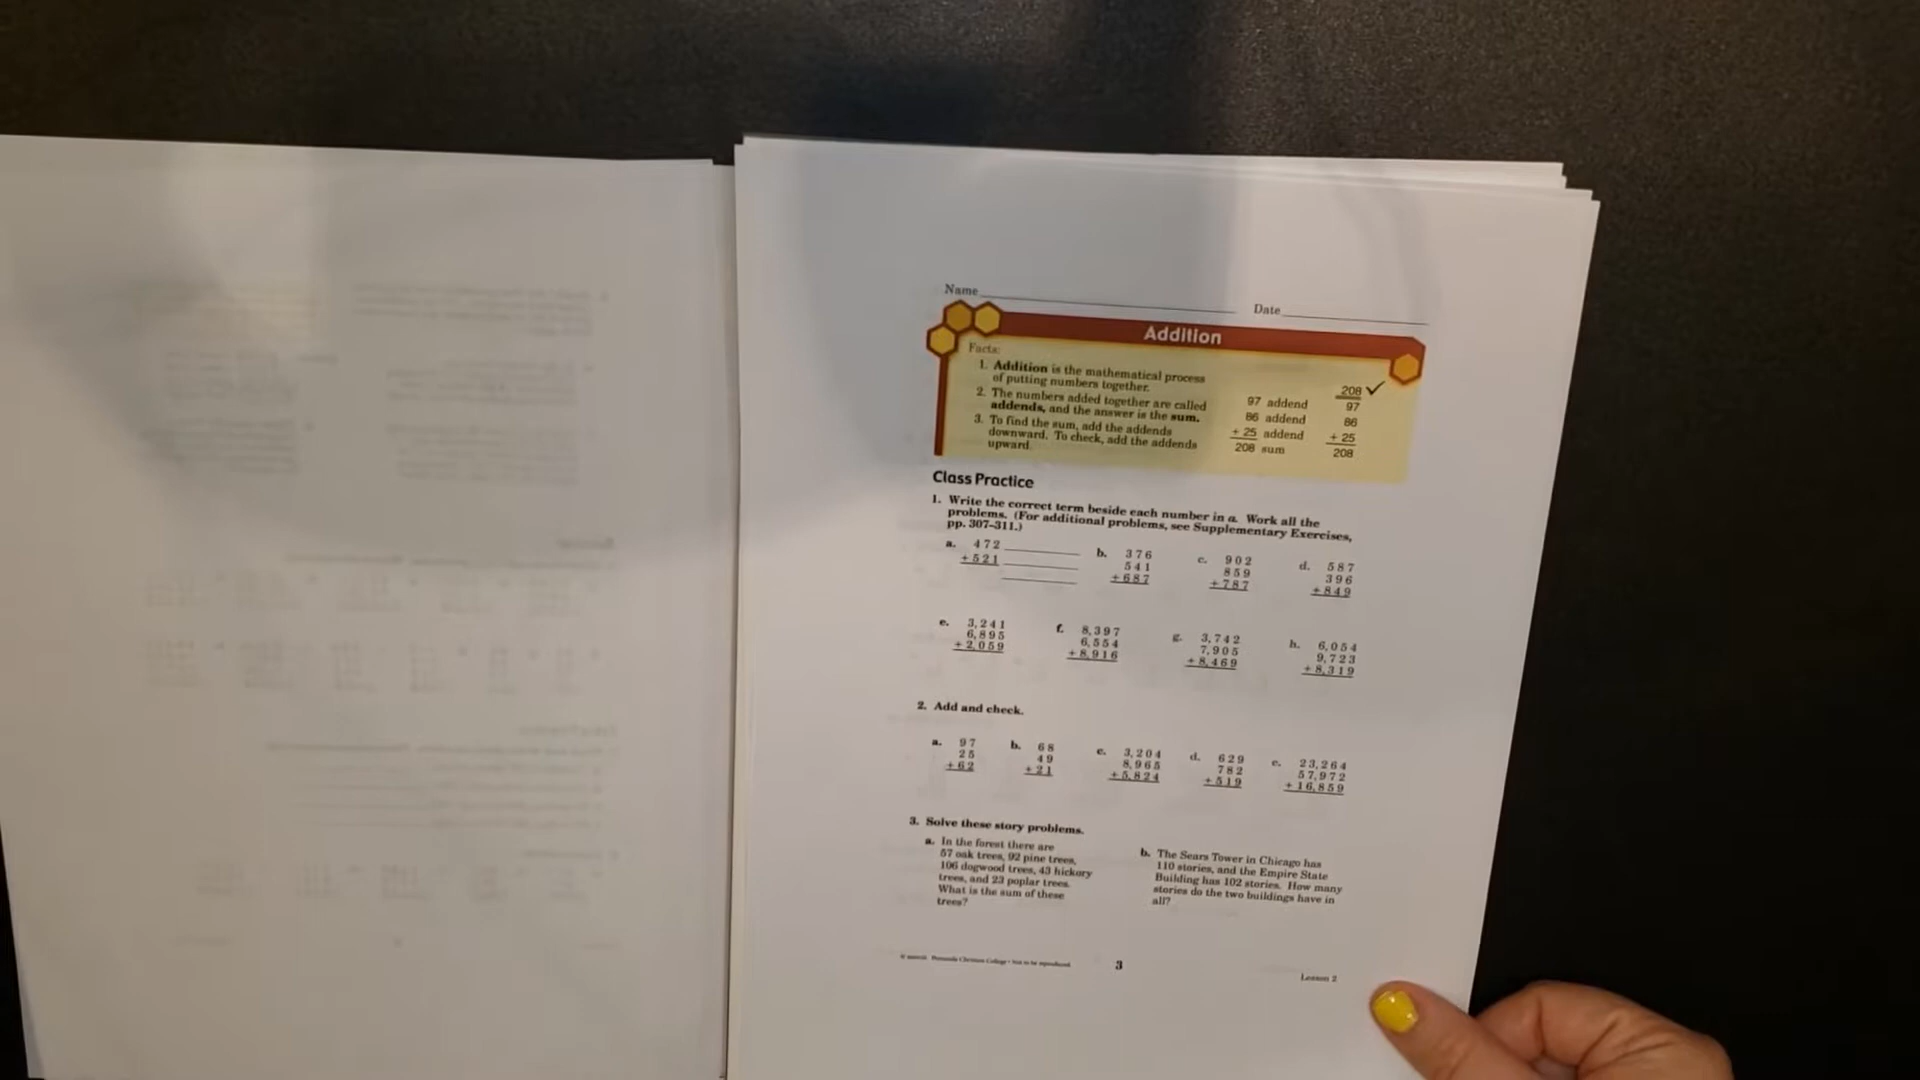 Name
Date
Addition
Facts:
1. Addition is the mathematical process
of putting numbers together.
2. The numbers added together are called
addends, and the answer is the sum.
3. To find the sum, add the addends
downward. To check, add the addends
upward.
97 addend
86 addend
+ 25 addend
208 sum
208 ✓
97
86
+ 25
208
Class Practice
1. Write the correct term beside each number in a. Work all the
problems. (For additional problems, see Supplementary Exercises,
pp. 307–311.)
a. 472
+521
b. 376
541
+687
c. 902
859
+787
d. 587
396
+849
e. 3,241
6,895
+2,059
f. 8,397
6,554
+8,916
g. 3,742
7,905
+8,469
h. 6,054
9,723
+8,319
2. Add and check.
a. 97
25
+62
b. 68
49
+21
c. 3,204
8,965
+5,824
d. 629
782
+519
e. 23,264
57,972
+16,859
3. Solve these story problems.
a. In the forest there are
57 oak trees, 92 pine trees,
106 dogwood trees, 43 hickory
trees, and 23 poplar trees.
What is the sum of these
trees?
b. The Sears Tower in Chicago has
110 stories, and the Empire State
Building has 102 stories. How many
stories do the two buildings have in
all?
Pensacola Christian College • Not to be reproduced
3
Lesson 2